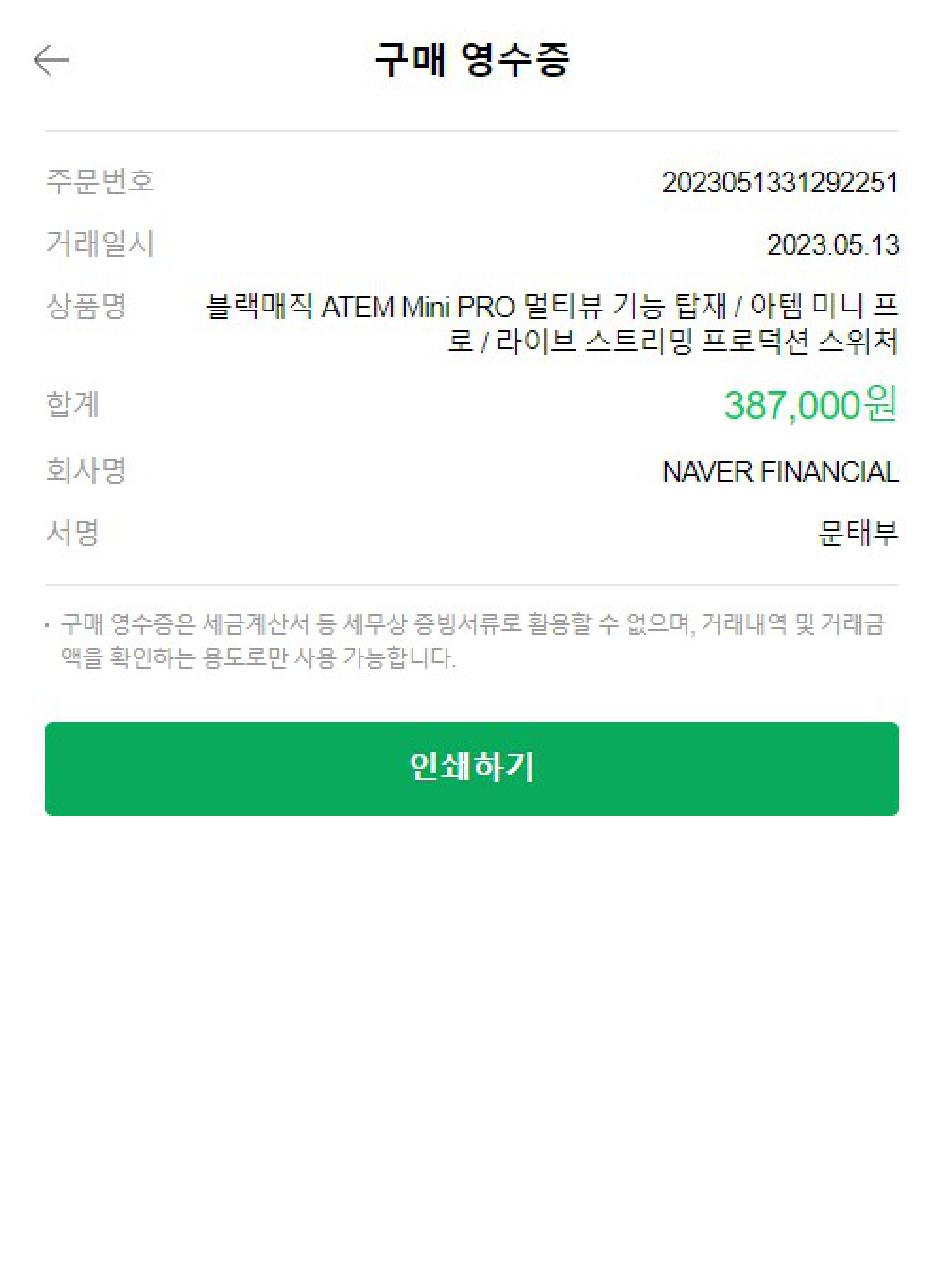 구매 영수증
주문번호 2023051331292251
거래일시 2023.05.13
상품명 블랙매직 ATEM Mini PRO 멀티뷰 기능 탑재 / 아템 미니 프
로 / 라이브 스트리밍 프로덕션 스위처
합계 387,000원
회사명 NAVER FINANCIAL
서명 문태부
· 구매 영수증은 세금계산서 등 세무상 증빙서류로 활용할 수 없으며, 거래내역 및 거래금
액을 확인하는 용도로만 사용 가능합니다.
인쇄하기